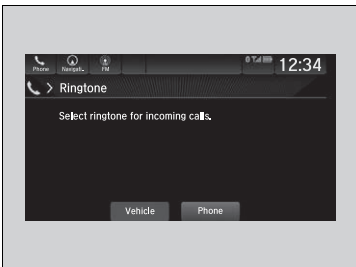 Phone Navigati.. FM 12:34
Ringtone
Select ringtone for incoming calls.
Vehicle Phone